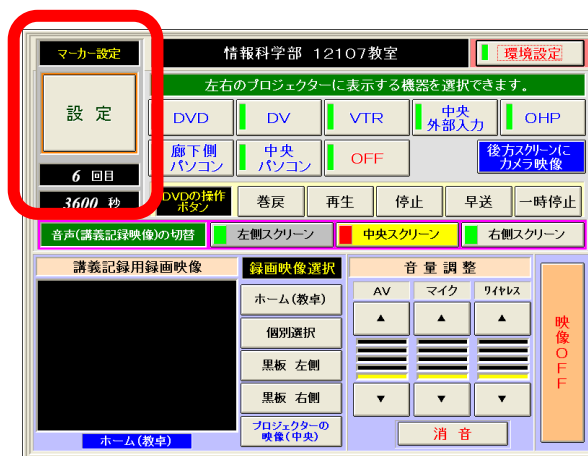 マーカー設定
情報科学部 12107教室
環境設定
設 定
左右のプロジェクターに表示する機器を選択できます。
DVD
DV
VTR
中央
外部入力
OHP
廊下側
パソコン
中央
パソコン
OFF
後方スクリーンに
カメラ映像
6 回目
3600 秒
DVDの操作
ボタン
巻戻
再生
停止
早送
一時停止
音声(講義記録映像)の切替
左側スクリーン
中央スクリーン
右側スクリーン
講義記録用録画映像
録画映像選択
音量調整
ホーム(教卓)
個別選択
黒板 左側
黒板 右側
プロジェクターの
映像(中央)
AV
マイク
ワイヤレス
▲
▲
▲
▼
▼
▼
消 音
映像OFF
ホーム(教卓)